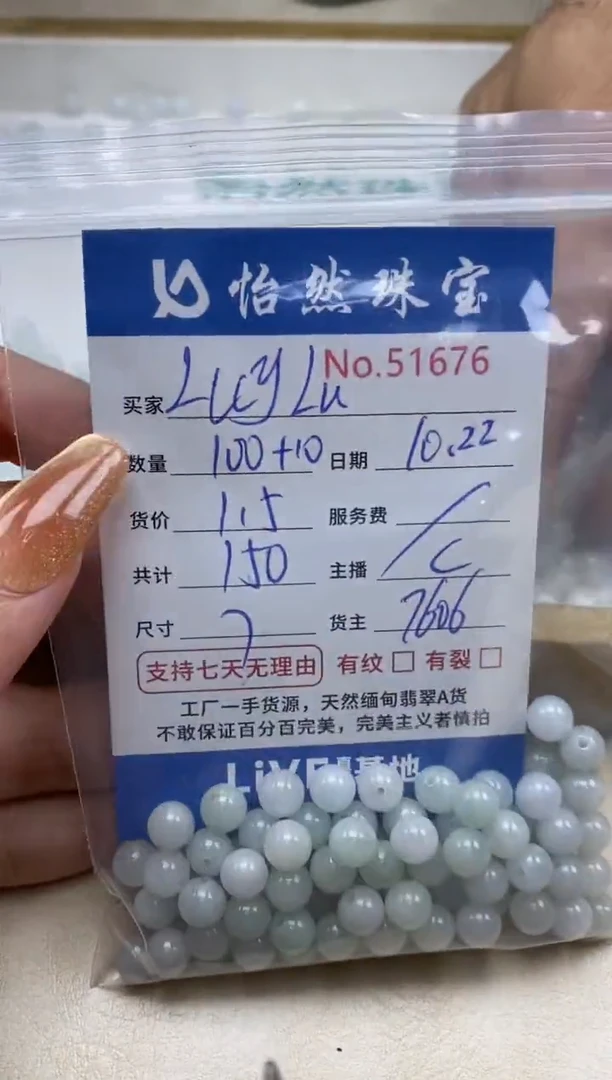 怡然珠宝
No.51676
买家 Lucy Lu
数量 100+10 日期 10.22
货价 1.5 服务费 /
共计 150 主播 C
尺寸 7 货主 7606
支持七天无理由 有纹 □ 有裂 □
工厂一手货源，天然缅甸翡翠A货
不敢保证百分百完美，完美主义者慎拍
基地